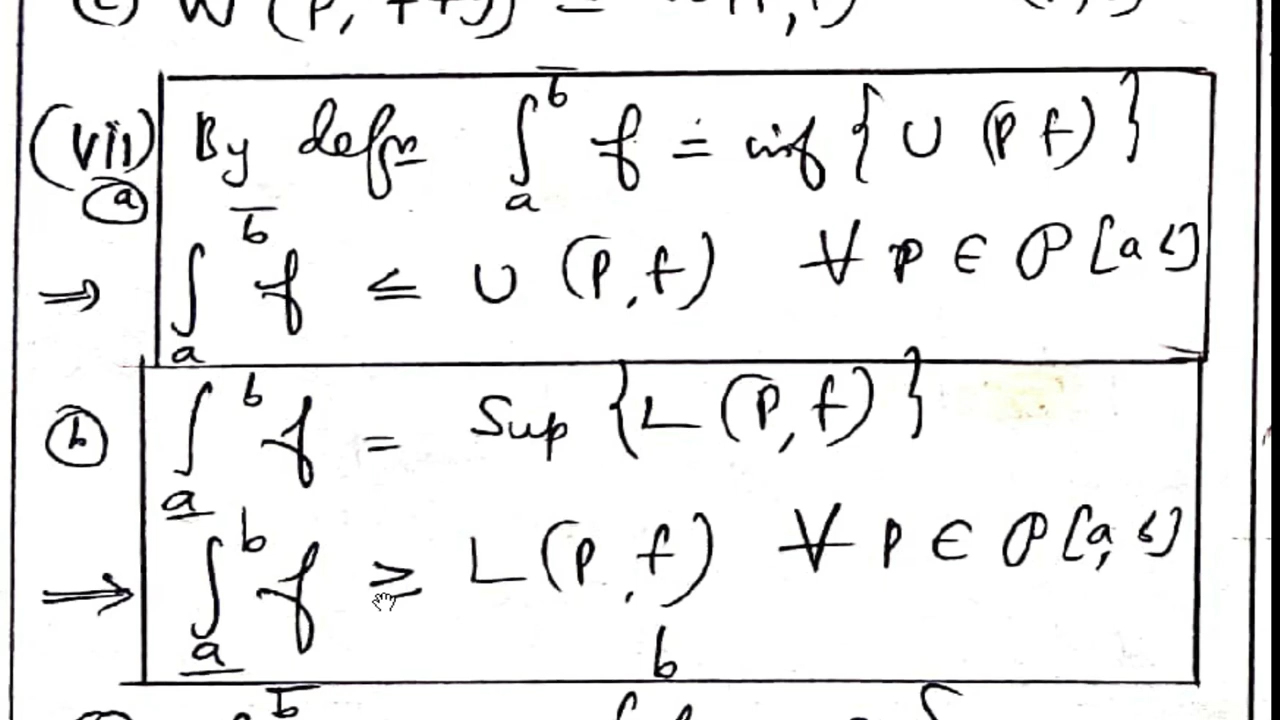 (vii) By defn ∫_a^b̅ f = inf { U (P f) }
(a)
⇒ ∫_a^b̅ f ≤ U (P, f) ∀ P ∈ P[a b]
(b) ∫_a̲^b f = Sup { L (P, f) }
⇒ ∫_a̲^b f ≥ L (P, f) ∀ P ∈ P[a, b]
b
b̅